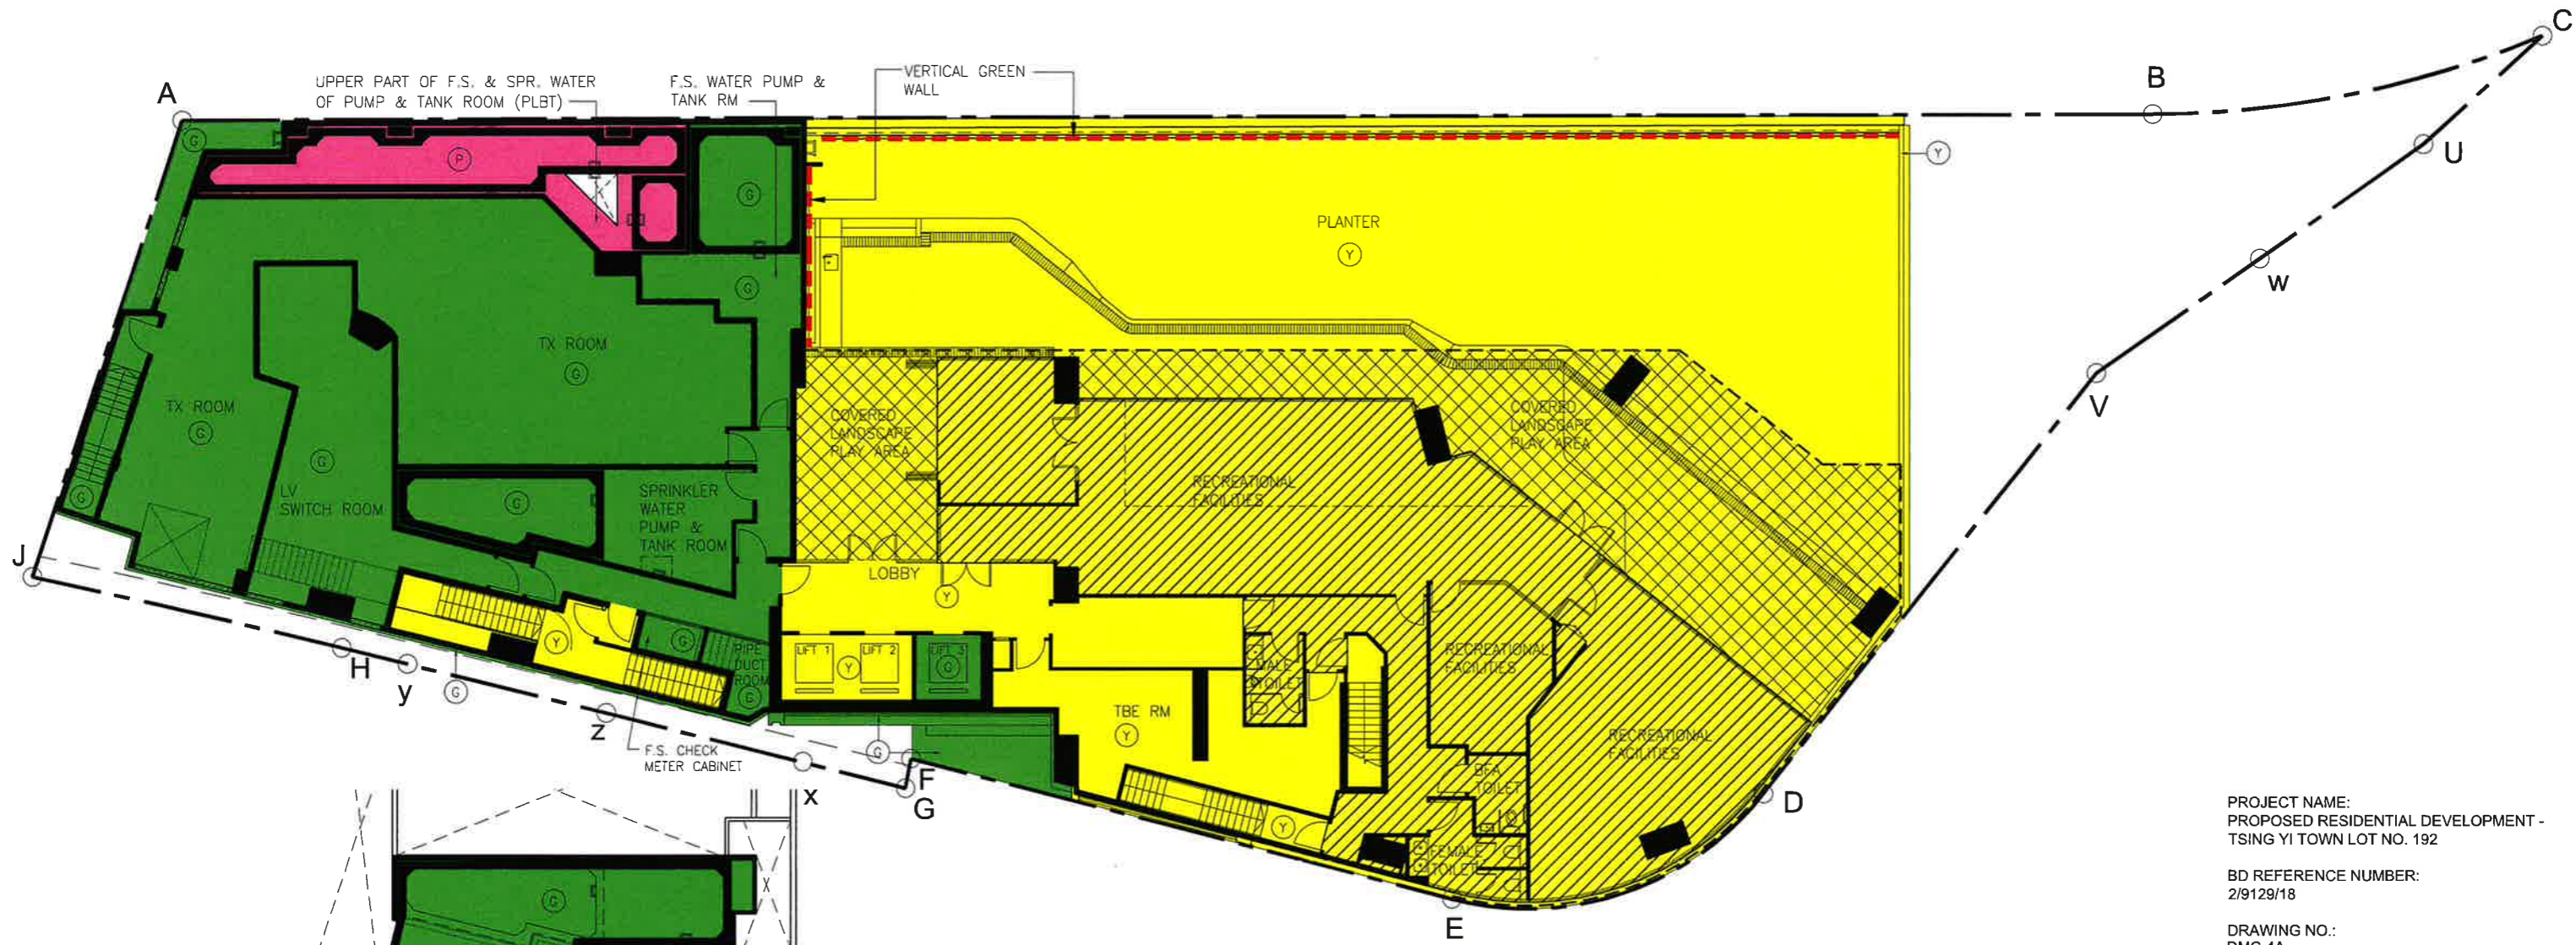 C
B
A
UPPER PART OF F.S. & SPR. WATER
OF PUMP & TANK ROOM (PLBT)
F.S. WATER PUMP &
TANK RM
VERTICAL GREEN
WALL
G
P
G
Y
U
PLANTER
Y
w
G
TX ROOM
G
V
TX ROOM
G
COVERED
LANDSCAPE
PLAY AREA
COVERED
LANDSCAPE
PLAY AREA
G
LV
SWITCH ROOM
G
G
SPRINKLER
WATER
PUMP &
TANK ROOM
RECREATIONAL
FACILITIES
J
LOBBY
Y
H
y
G
Y
G
PIPE
DUCT
ROOM
G
LIFT 1
Y
LIFT 2
LIFT 3
G
MALE
TOILET
RECREATIONAL
FACILITIES
z
F.S. CHECK
METER CABINET
x
G
F
G
TBE RM
Y
RECREATIONAL
FACILITIES
BFA
TOILET
D
Y
FEMALE
TOILET
E
G
PROJECT NAME:
PROPOSED RESIDENTIAL DEVELOPMENT -
TSING YI TOWN LOT NO. 192
BD REFERENCE NUMBER:
2/9129/18
DRAWING NO.: